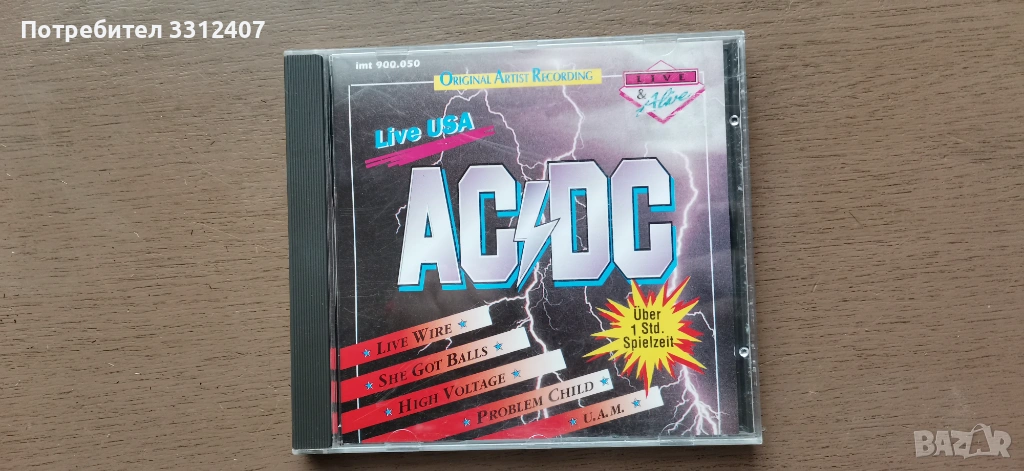 Потребител 3312407
imt 900.050
ORIGINAL ARTIST RECORDING
LIVE
& Alive
Live USA
AC DC
Über
1 Std.
Spielzeit
LIVE WIRE
SHE GOT BALLS
HIGH VOLTAGE
PROBLEM CHILD
U.A.M.
BAZAR